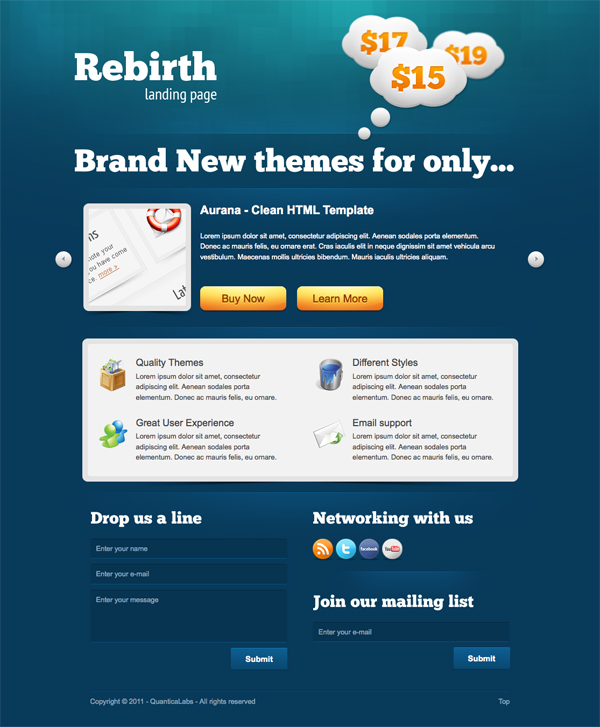 Rebirth
landing page
$17
$19
$15
Brand New themes for only...
ns
note your
you have come
ce. more »
Lat
Aurana - Clean HTML Template
Lorem ipsum dolor sit amet, consectetur adipiscing elit. Aenean sodales porta elementum.
Donec ac mauris felis, eu ornare erat. Cras iaculis elit in neque dignissim sit amet vehicula arcu
vestibulum. Maecenas mollis ultricies bibendum. Mauris iaculis ultricies aliquam.
Buy Now
Learn More
Quality Themes
Lorem ipsum dolor sit amet, consectetur
adipiscing elit. Aenean sodales porta
elementum. Donec ac mauris felis, eu ornare.
Different Styles
Lorem ipsum dolor sit amet, consectetur
adipiscing elit. Aenean sodales porta
elementum. Donec ac mauris felis, eu ornare.
Great User Experience
Lorem ipsum dolor sit amet, consectetur
adipiscing elit. Aenean sodales porta
elementum. Donec ac mauris felis, eu ornare.
Email support
Lorem ipsum dolor sit amet, consectetur
adipiscing elit. Aenean sodales porta
elementum. Donec ac mauris felis, eu ornare.
Drop us a line
Enter your name
Enter your e-mail
Enter your message
Submit
Networking with us
facebook
YouTube
Join our mailing list
Enter your e-mail
Submit
Copyright © 2011 - QuanticaLabs - All rights reserved
Top